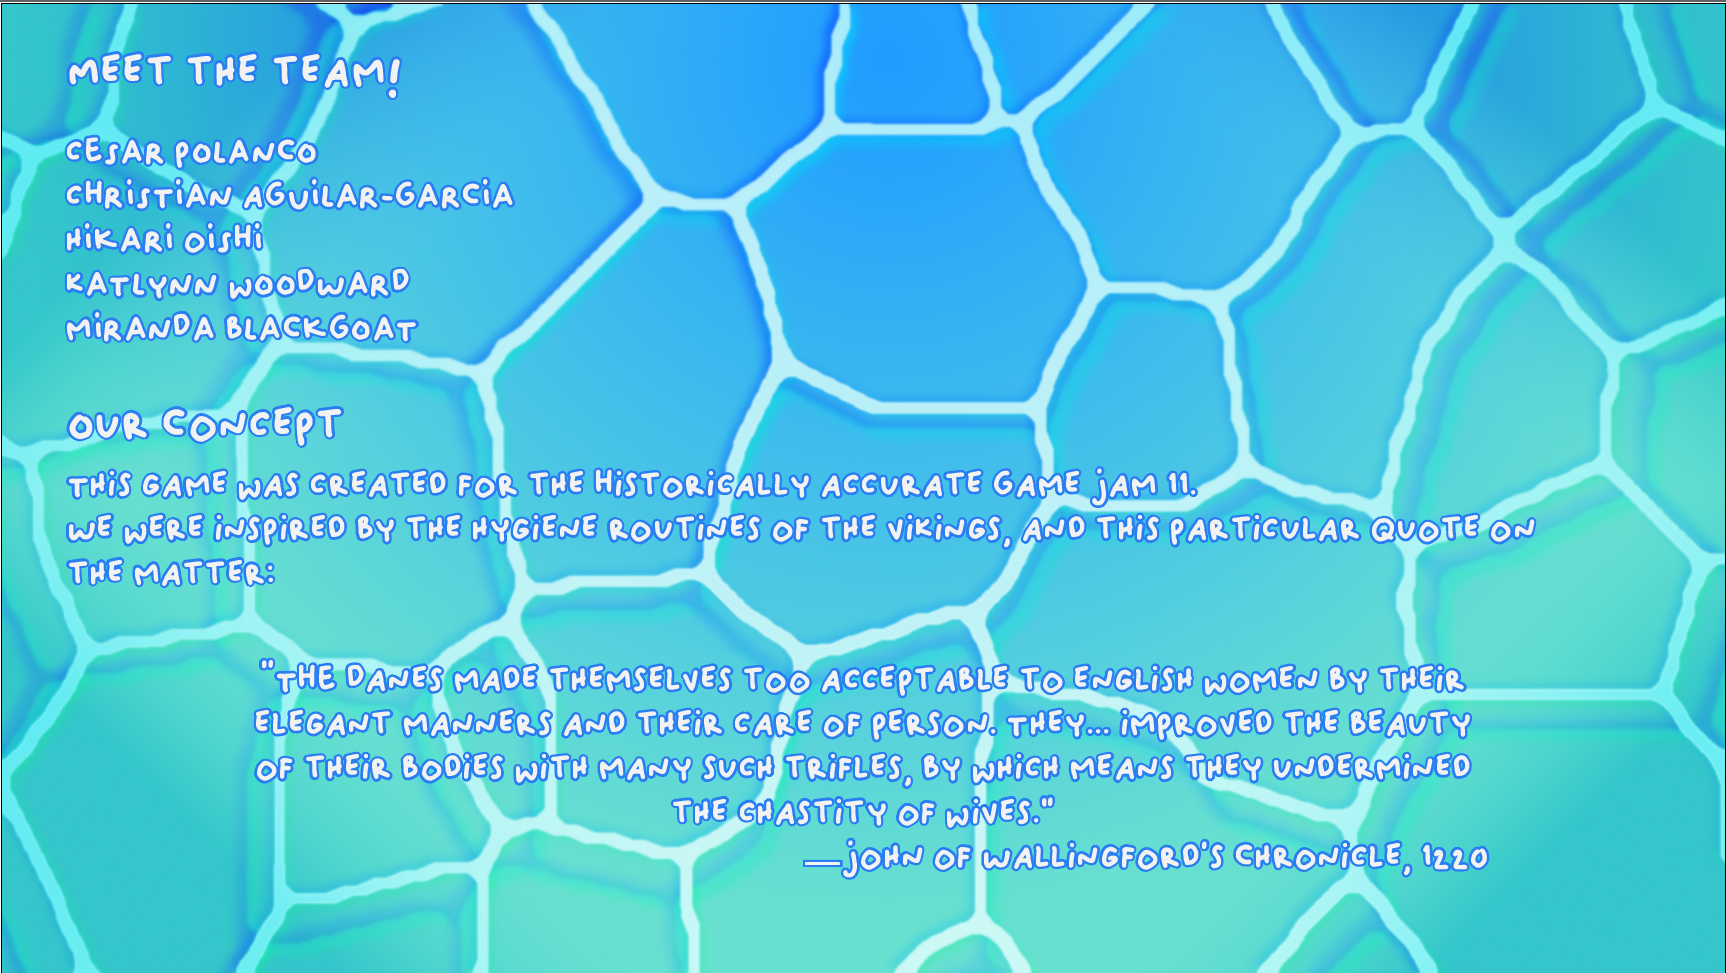 MEET THE TEAM!
CESAR POLANCO
CHRISTIAN AGUILAR-GARCIA
HIKARI OISHI
KATLYNN WOODWARD
MIRANDA BLACKGOAT
OUR CONCEPT
THIS GAME WAS CREATED FOR THE HISTORICALLY ACCURATE GAME JAM 11.
WE WERE INSPIRED BY THE HYGIENE ROUTINES OF THE VIKINGS, AND THIS PARTICULAR QUOTE ON
THE MATTER:
"THE DANES MADE THEMSELVES TOO ACCEPTABLE TO ENGLISH WOMEN BY THEIR
ELEGANT MANNERS AND THEIR CARE OF PERSON. THEY... IMPROVED THE BEAUTY
OF THEIR BODIES WITH MANY SUCH TRIFLES, BY WHICH MEANS THEY UNDERMINED
THE CHASTITY OF WIVES."
—JOHN OF WALLINGFORD'S CHRONICLE, 1220